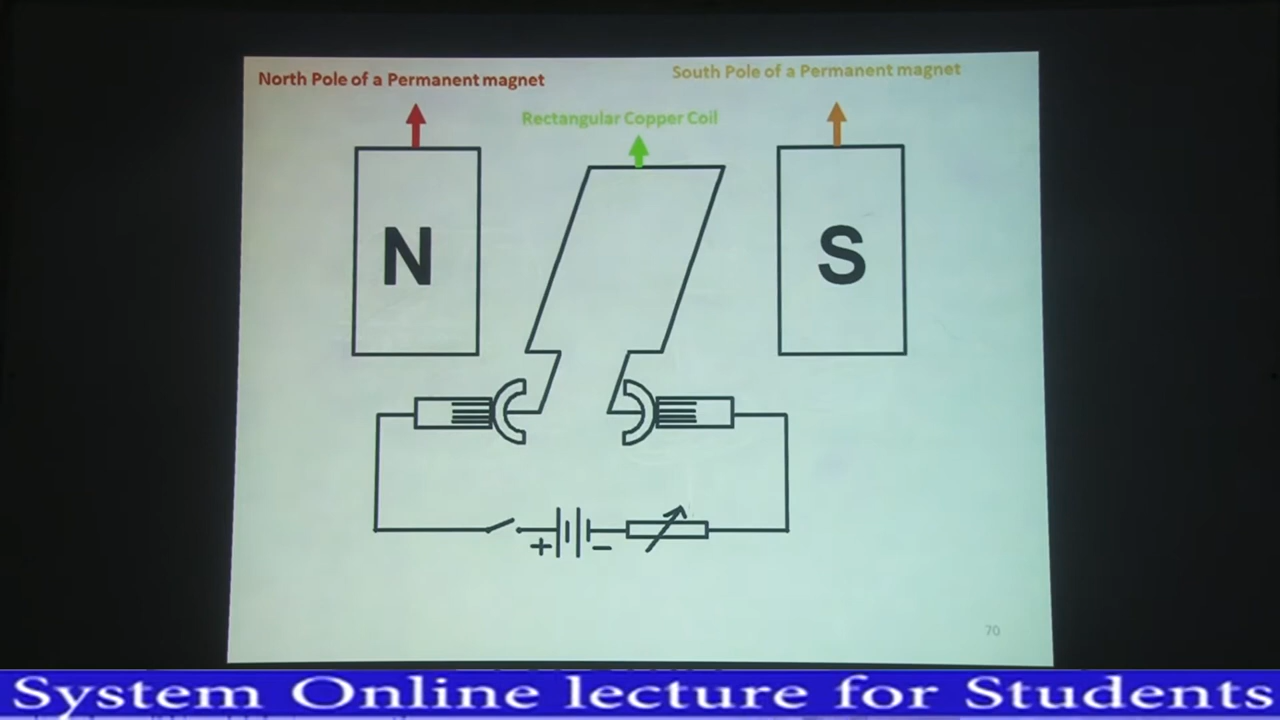 North Pole of a Permanent magnet
South Pole of a Permanent magnet
Rectangular Copper Coil
N
S
+
−
70
System Online lecture for Students